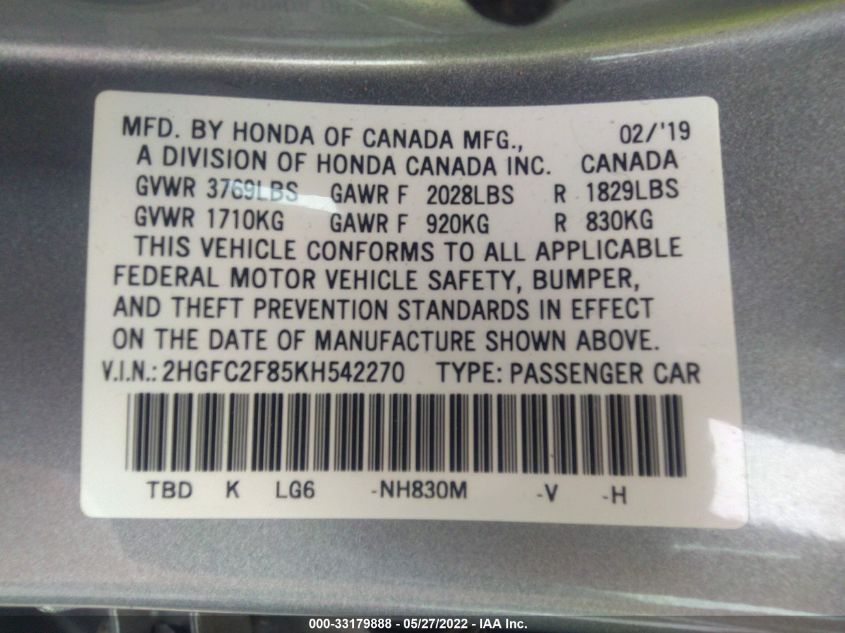 MFD. BY HONDA OF CANADA MFG., 02/'19
A DIVISION OF HONDA CANADA INC. CANADA
GVWR 3769LBS GAWR F 2028LBS R 1829LBS
GVWR 1710KG GAWR F 920KG R 830KG
THIS VEHICLE CONFORMS TO ALL APPLICABLE
FEDERAL MOTOR VEHICLE SAFETY, BUMPER,
AND THEFT PREVENTION STANDARDS IN EFFECT
ON THE DATE OF MANUFACTURE SHOWN ABOVE.
V.I.N.: 2HGFC2F85KH542270 TYPE: PASSENGER CAR
TBD K LG6 -NH830M -V -H
000-33179888 - 05/27/2022 - IAA Inc.